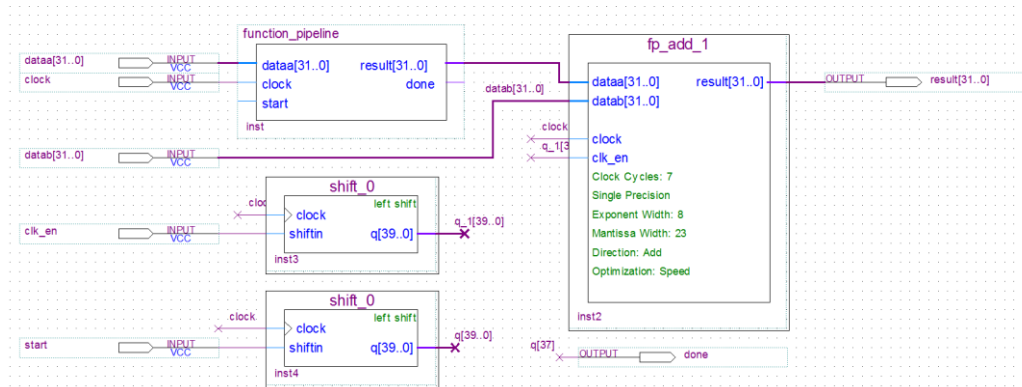 function_pipeline
dataa[31..0] INPUT VCC
clock INPUT VCC
dataa[31..0] result[31..0]
clock done
start
inst
datab[31..0] INPUT VCC
datab[31..0]
fp_add_1
dataa[31..0] result[31..0]
datab[31..0]
clock
clock
clk_en
Clock Cycles: 7
Single Precision
Exponent Width: 8
Mantissa Width: 23
Direction: Add
Optimization: Speed
inst2
OUTPUT result[31..0]
shift_0
left shift
clock
shiftin q[39..0]
inst3
q_1[39..0]
clk_en INPUT VCC
shift_0
clock
left shift
clock
shiftin q[39..0]
inst4
q[39..0]
start INPUT VCC
q[37] OUTPUT done